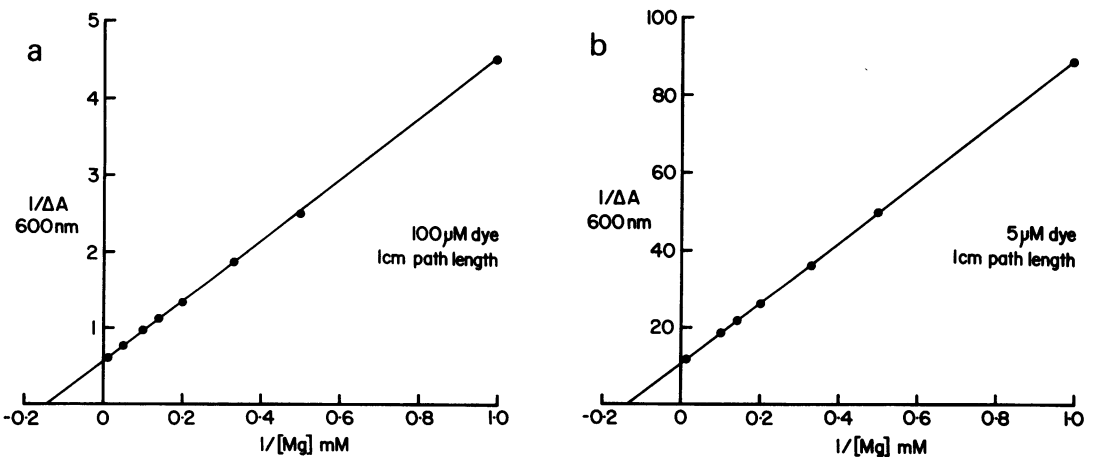 a
5
4
3
2
1
1/ΔA
600nm
100μM dye
1cm path length
-0·2 0 0·2 0·4 0·6 0·8 1·0
1/[Mg] mM
b
100
80
60
40
20
1/ΔA
600nm
5μM dye
1cm path length
-0·2 0 0·2 0·4 0·6 0·8 1·0
1/[Mg] mM